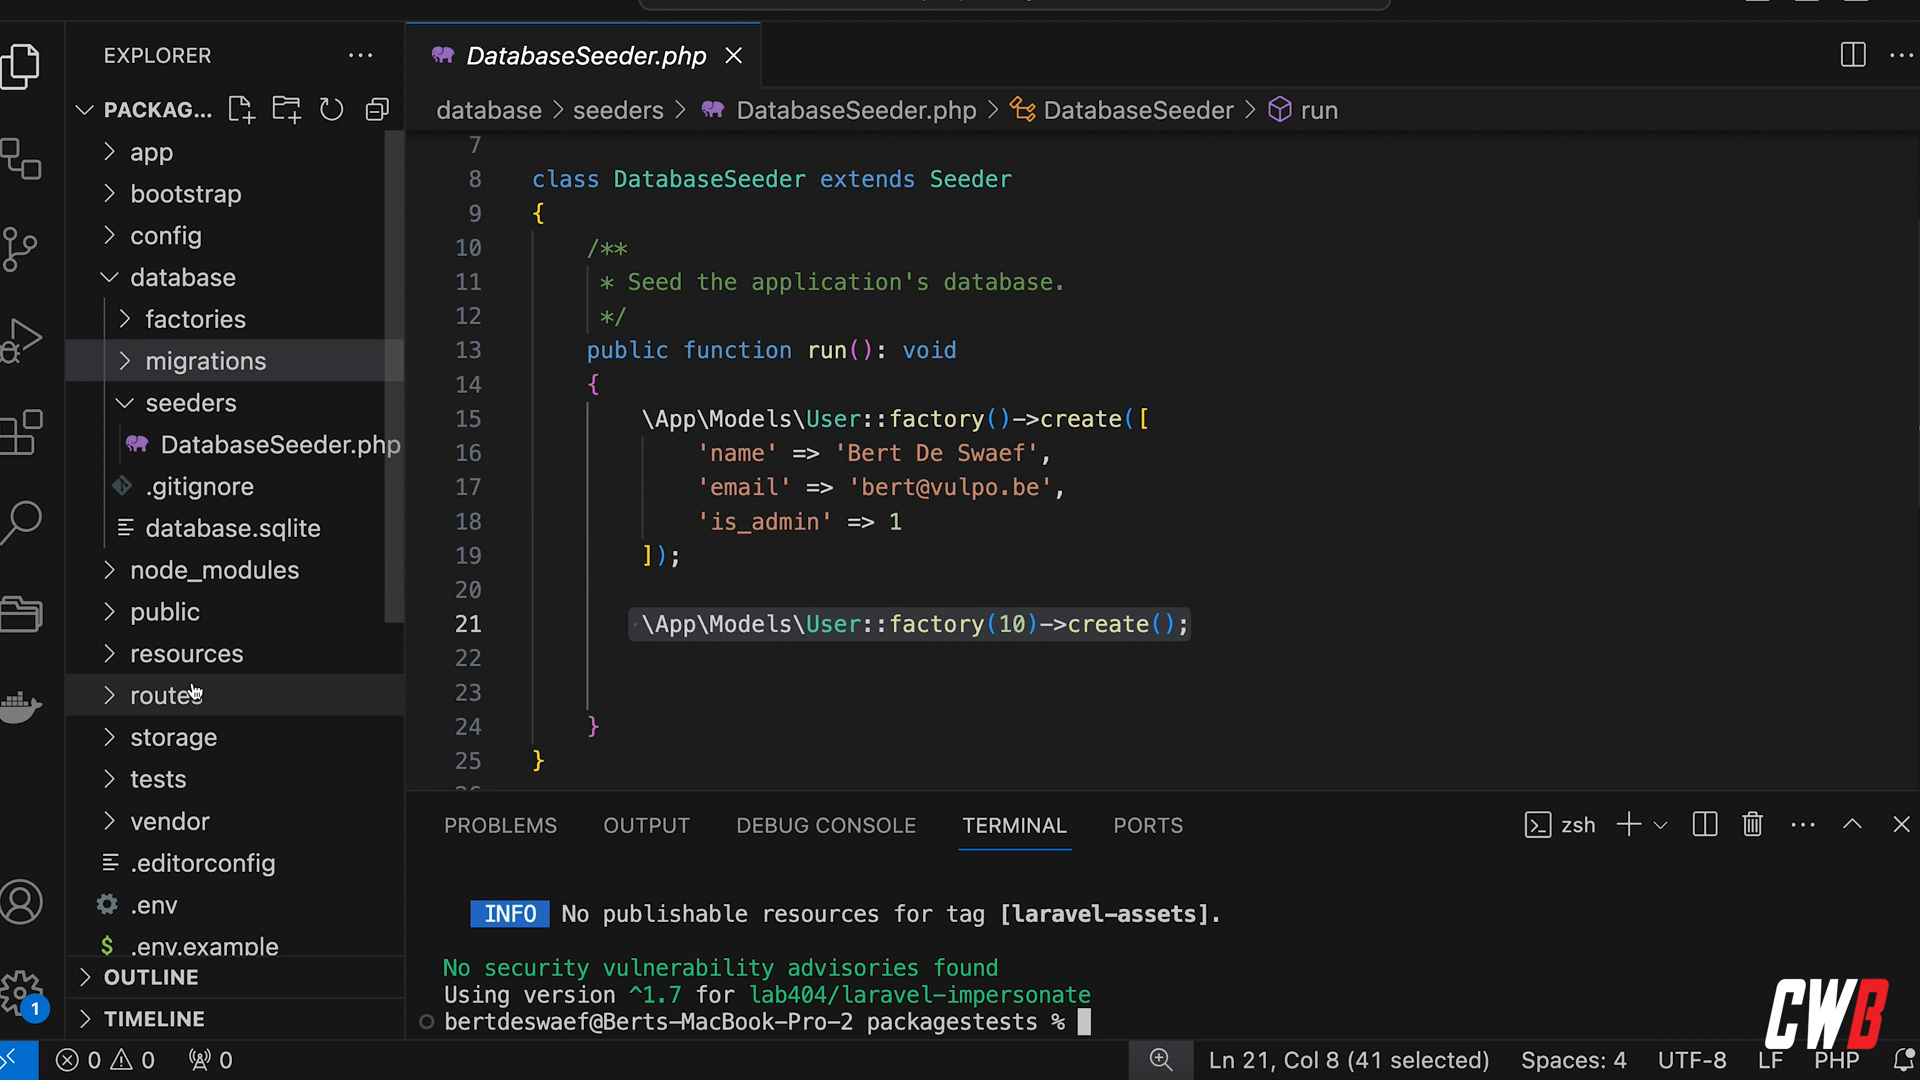 EXPLORER
PACKAG...
app
bootstrap
config
database
factories
migrations
seeders
DatabaseSeeder.php
.gitignore
database.sqlite
node_modules
public
resources
routes
storage
tests
vendor
.editorconfig
.env
.env.example
OUTLINE
TIMELINE
1
DatabaseSeeder.php
database > seeders > DatabaseSeeder.php > DatabaseSeeder > run
7
8 class DatabaseSeeder extends Seeder
9 {
10 /**
11 * Seed the application's database.
12 */
13 public function run(): void
14 {
15 \App\Models\User::factory()->create([
16 'name' => 'Bert De Swaef',
17 'email' => 'bert@vulpo.be',
18 'is_admin' => 1
19 ]);
20
21 \App\Models\User::factory(10)->create();
22
23
24 }
25 }
PROBLEMS OUTPUT DEBUG CONSOLE TERMINAL PORTS
zsh
INFO No publishable resources for tag [laravel-assets].
No security vulnerability advisories found
Using version ^1.7 for lab404/laravel-impersonate
bertdeswaef@Berts-MacBook-Pro-2 packagestests %
CWB
0 0 0
Ln 21, Col 8 (41 selected) Spaces: 4 UTF-8 LF PHP